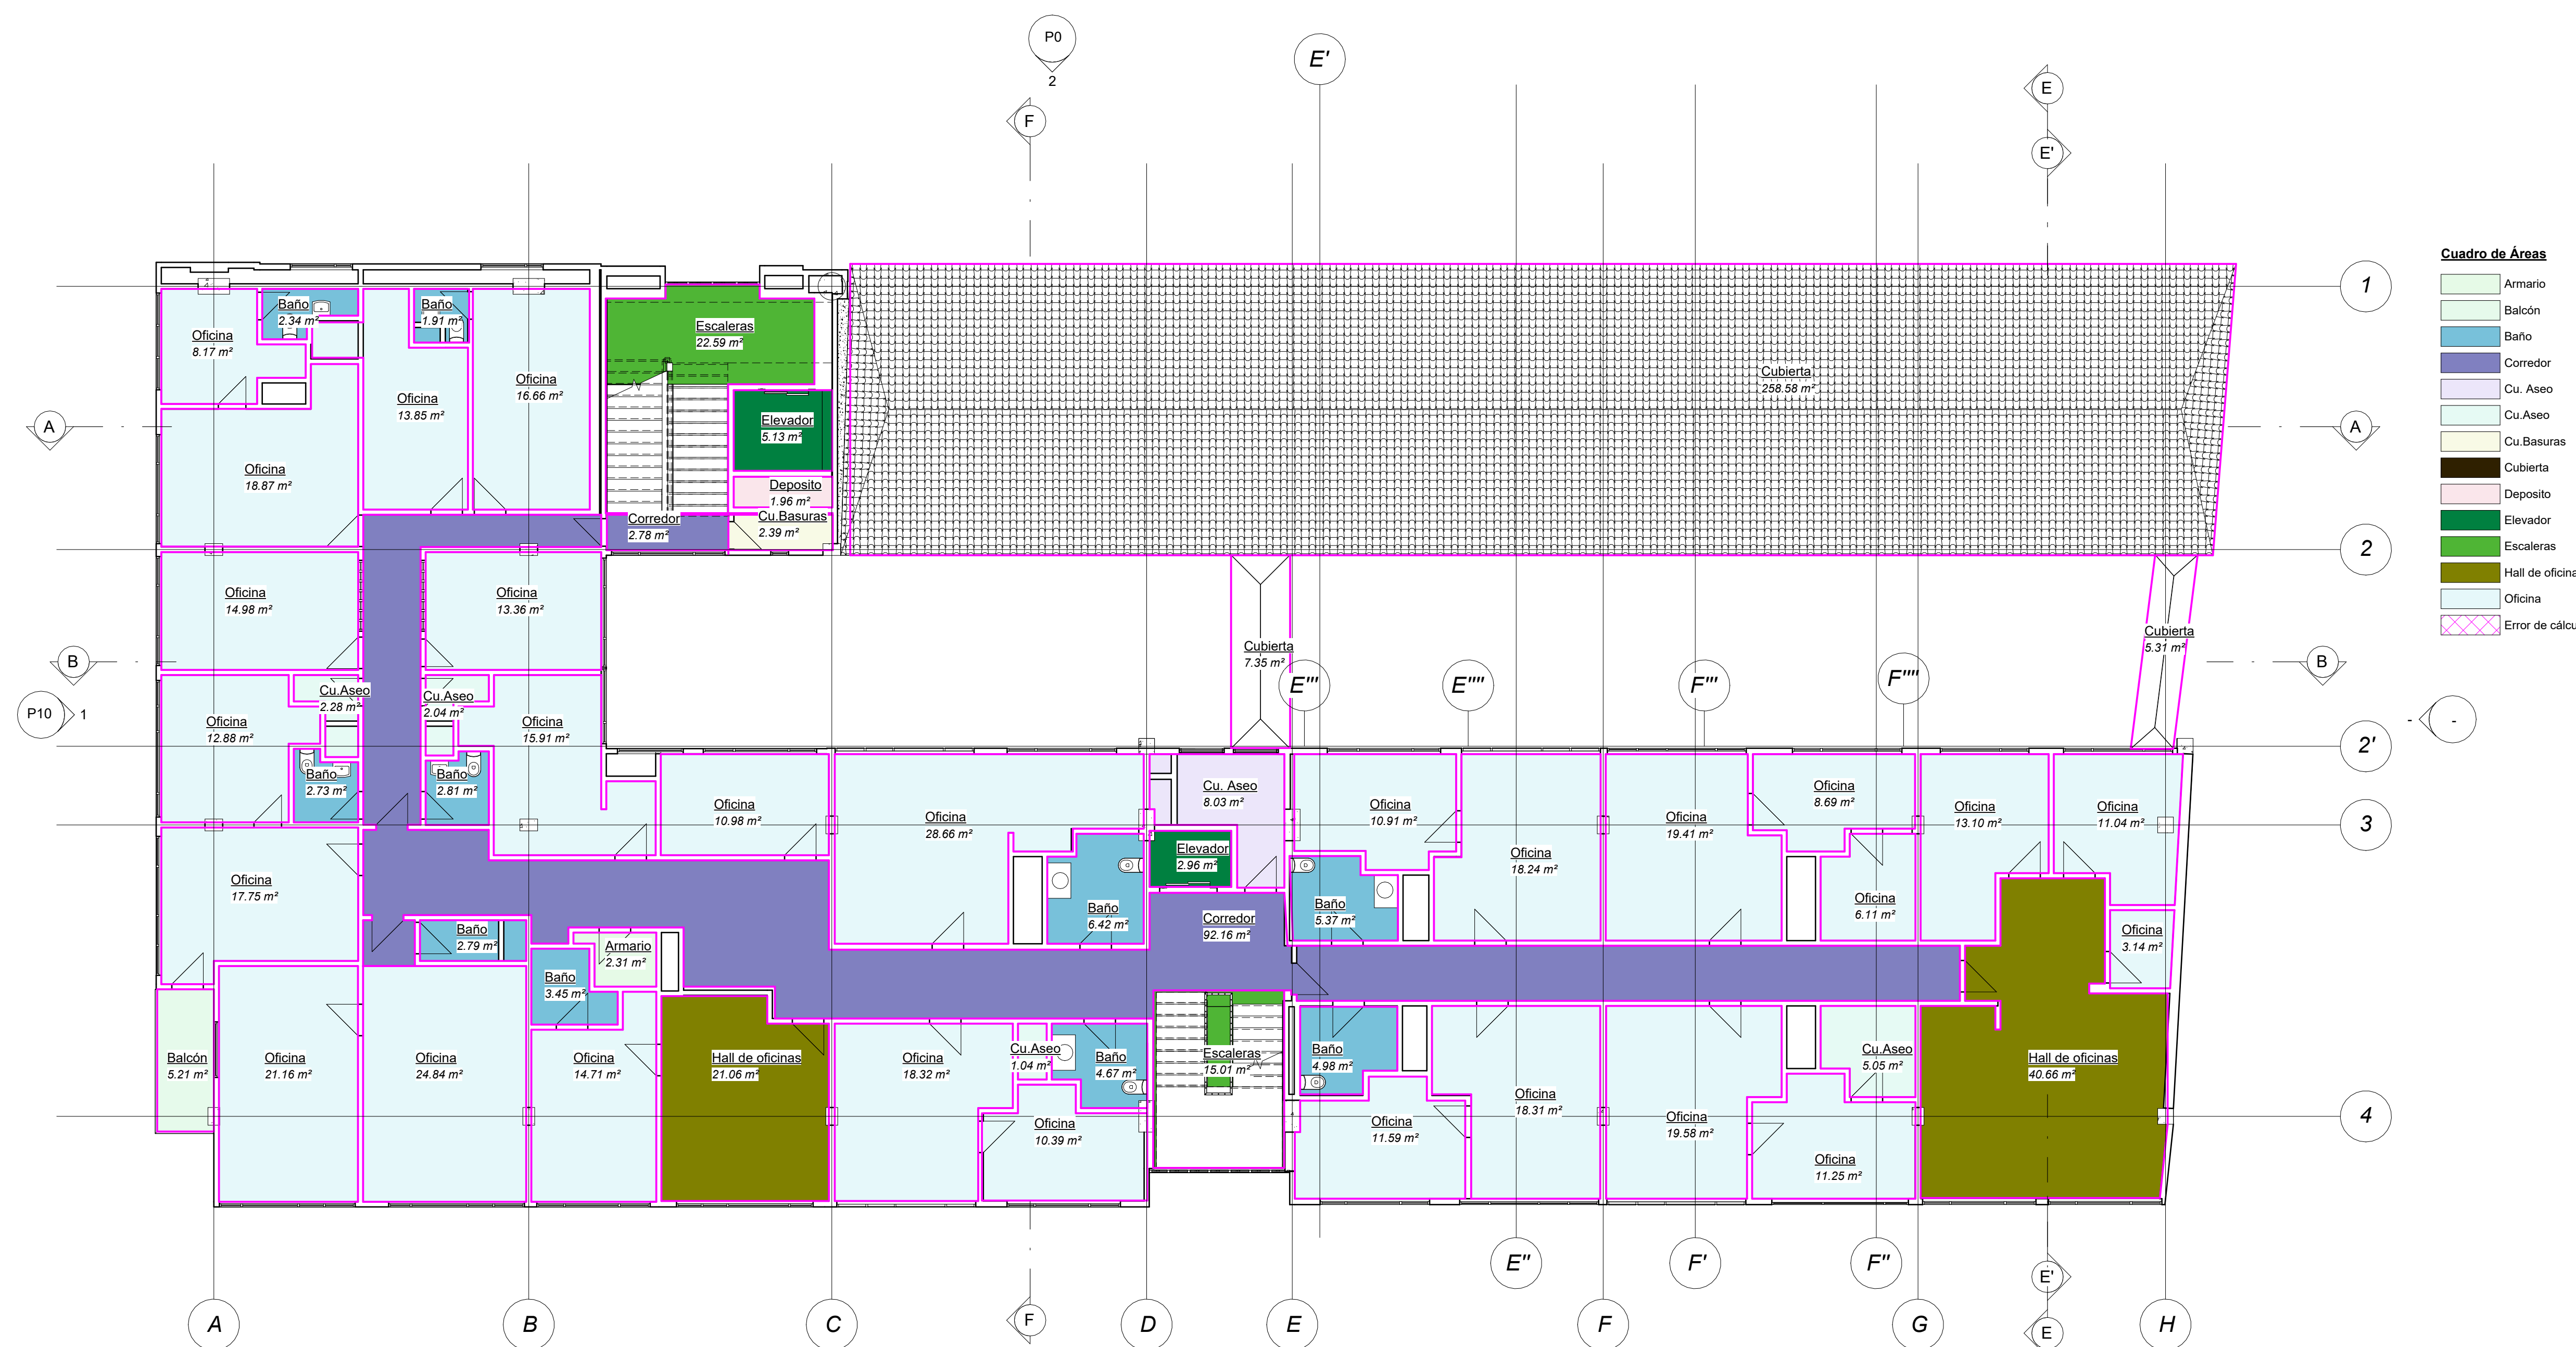 P0
2
E'
E
F
E'
Cuadro de Áreas
Armario
Balcón
Baño
Corredor
Cu. Aseo
Cu.Aseo
Cu.Basuras
Cubierta
Deposito
Elevador
Escaleras
Hall de oficina
Oficina
Error de cálcu
1
Baño
2.34 m²
Baño
1.91 m²
Oficina
8.17 m²
Escaleras
22.59 m²
Cubierta
258.58 m²
Oficina
16.66 m²
Oficina
13.85 m²
A
Elevador
5.13 m²
A
Oficina
18.87 m²
Deposito
1.96 m²
Corredor
2.78 m²
Cu.Basuras
2.39 m²
2
Oficina
14.98 m²
Oficina
13.36 m²
B
Cubierta
7.35 m²
Cubierta
5.31 m²
B
Cu.Aseo
2.28 m²
Cu.Aseo
2.04 m²
E'''
E''''
F'''
F''''
P10
1
Oficina
12.88 m²
Oficina
15.91 m²
-
-
2'
Baño
2.73 m²
Baño
2.81 m²
Oficina
10.98 m²
Oficina
28.66 m²
Cu. Aseo
8.03 m²
Oficina
10.91 m²
Oficina
19.41 m²
Oficina
8.69 m²
Oficina
13.10 m²
Oficina
11.04 m²
3
Elevador
2.96 m²
Oficina
18.24 m²
Oficina
17.75 m²
Baño
6.42 m²
Baño
5.37 m²
Oficina
6.11 m²
Corredor
92.16 m²
Baño
2.79 m²
Armario
2.31 m²
Oficina
3.14 m²
Baño
3.45 m²
Balcón
5.21 m²
Oficina
21.16 m²
Oficina
24.84 m²
Oficina
14.71 m²
Hall de oficinas
21.06 m²
Oficina
18.32 m²
Cu.Aseo
1.04 m²
Baño
4.67 m²
Escaleras
15.01 m²
Baño
4.98 m²
Cu.Aseo
5.05 m²
Hall de oficinas
40.66 m²
Oficina
18.31 m²
Oficina
10.39 m²
Oficina
11.59 m²
Oficina
19.58 m²
4
Oficina
11.25 m²
E''
F'
F''
E'
A
B
C
F
D
E
F
G
E
H